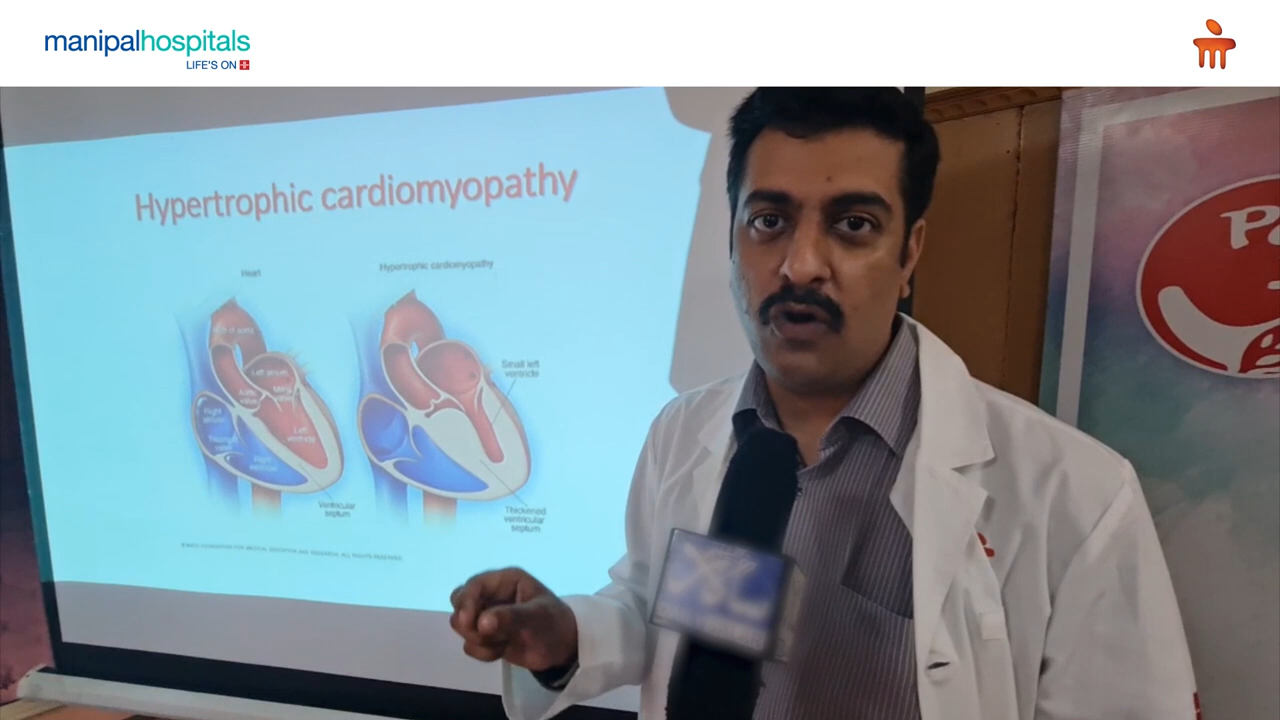 manipalhospitals
LIFE'S ON
Hypertrophic cardiomyopathy
Heart
Hypertrophic cardiomyopathy
Left atrium
Right
atrium
Left
ventricle
Right
ventricle
Ventricular
septum
Small left
ventricle
Thickened
ventricular
septum